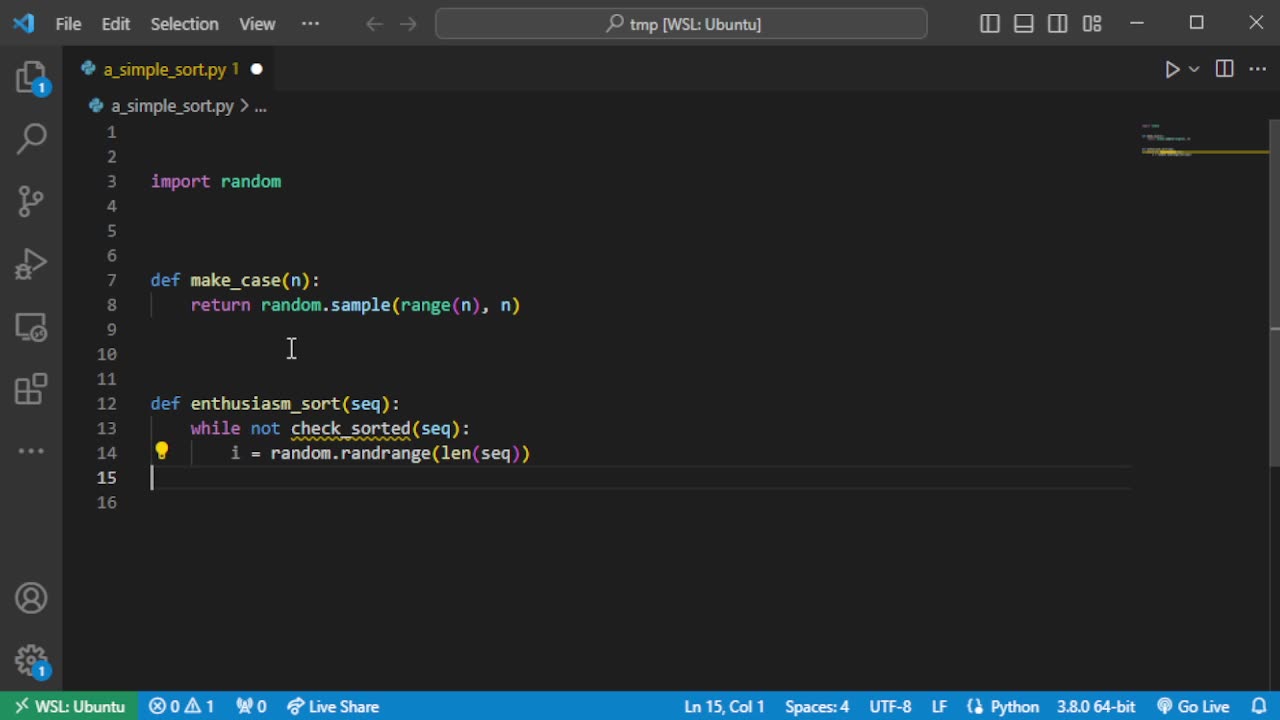 File Edit Selection View ··· tmp [WSL: Ubuntu]
a_simple_sort.py 1
a_simple_sort.py > ...
1
2
3 import random
4
5
6
7 def make_case(n):
8     return random.sample(range(n), n)
9
10
11
12 def enthusiasm_sort(seq):
13     while not check_sorted(seq):
14         i = random.randrange(len(seq))
15
16
1
1
WSL: Ubuntu 0 1 0 Live Share Ln 15, Col 1 Spaces: 4 UTF-8 LF Python 3.8.0 64-bit Go Live